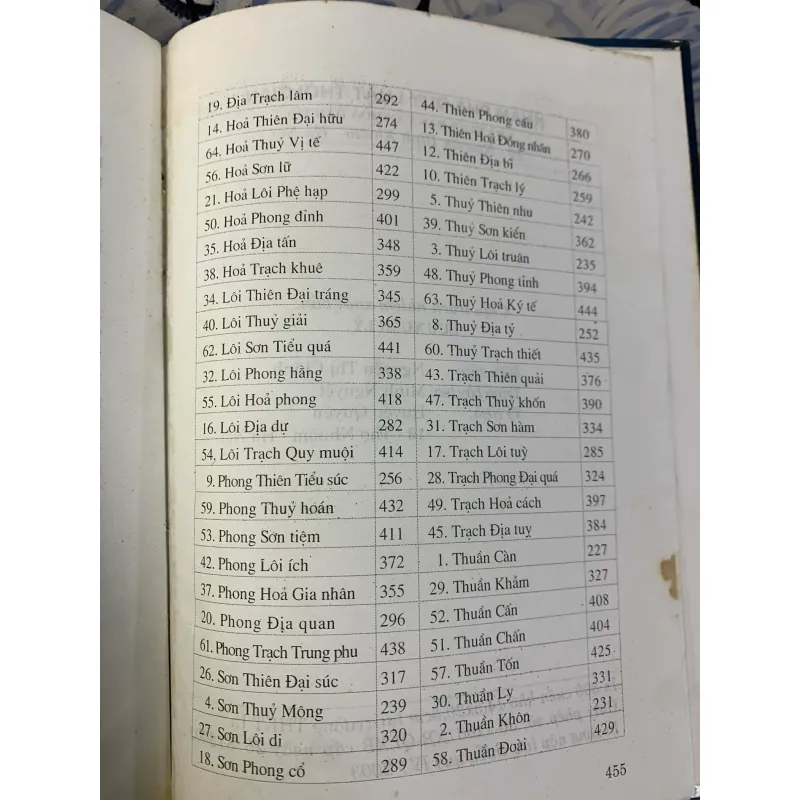 19. Địa Trạch lâm 292
14. Hoả Thiên Đại hữu 274
64. Hoả Thuỷ Vị tế 447
56. Hoả Sơn lữ 422
21. Hoả Lôi Phệ hạp 299
50. Hoả Phong đỉnh 401
35. Hoả Địa tấn 348
38. Hoả Trạch khuê 359
34. Lôi Thiên Đại tráng 345
40. Lôi Thuỷ giải 365
62. Lôi Sơn Tiểu quá 441
32. Lôi Phong hằng 338
55. Lôi Hoả phong 418
16. Lôi Địa dự 282
54. Lôi Trạch Quy muội 414
9. Phong Thiên Tiểu súc 256
59. Phong Thuỷ hoán 432
53. Phong Sơn tiệm 411
42. Phong Lôi ích 372
37. Phong Hoả Gia nhân 355
20. Phong Địa quan 296
61. Phong Trạch Trung phu 438
26. Sơn Thiên Đại súc 317
4. Sơn Thuỷ Mông 239
27. Sơn Lôi di 320
18. Sơn Phong cổ 289
44. Thiên Phong cấu 380
13. Thiên Hoả Đồng nhân 270
12. Thiên Địa bĩ 266
10. Thiên Trạch lý 259
5. Thuỷ Thiên nhu 242
39. Thuỷ Sơn kiển 362
3. Thuỷ Lôi truân 235
48. Thuỷ Phong tỉnh 394
63. Thuỷ Hoả Ký tế 444
8. Thuỷ Địa tỷ 252
60. Thuỷ Trạch thiết 435
43. Trạch Thiên quải 376
47. Trạch Thuỷ khốn 390
31. Trạch Sơn hàm 334
17. Trạch Lôi tuỳ 285
28. Trạch Phong Đại quá 324
49. Trạch Hoả cách 397
45. Trạch Địa tuỵ 384
1. Thuần Càn 227
29. Thuần Khảm 327
52. Thuần Cấn 408
51. Thuần Chấn 404
57. Thuần Tốn 425
30. Thuần Ly 331
2. Thuần Khôn 231
58. Thuần Đoài 429
455